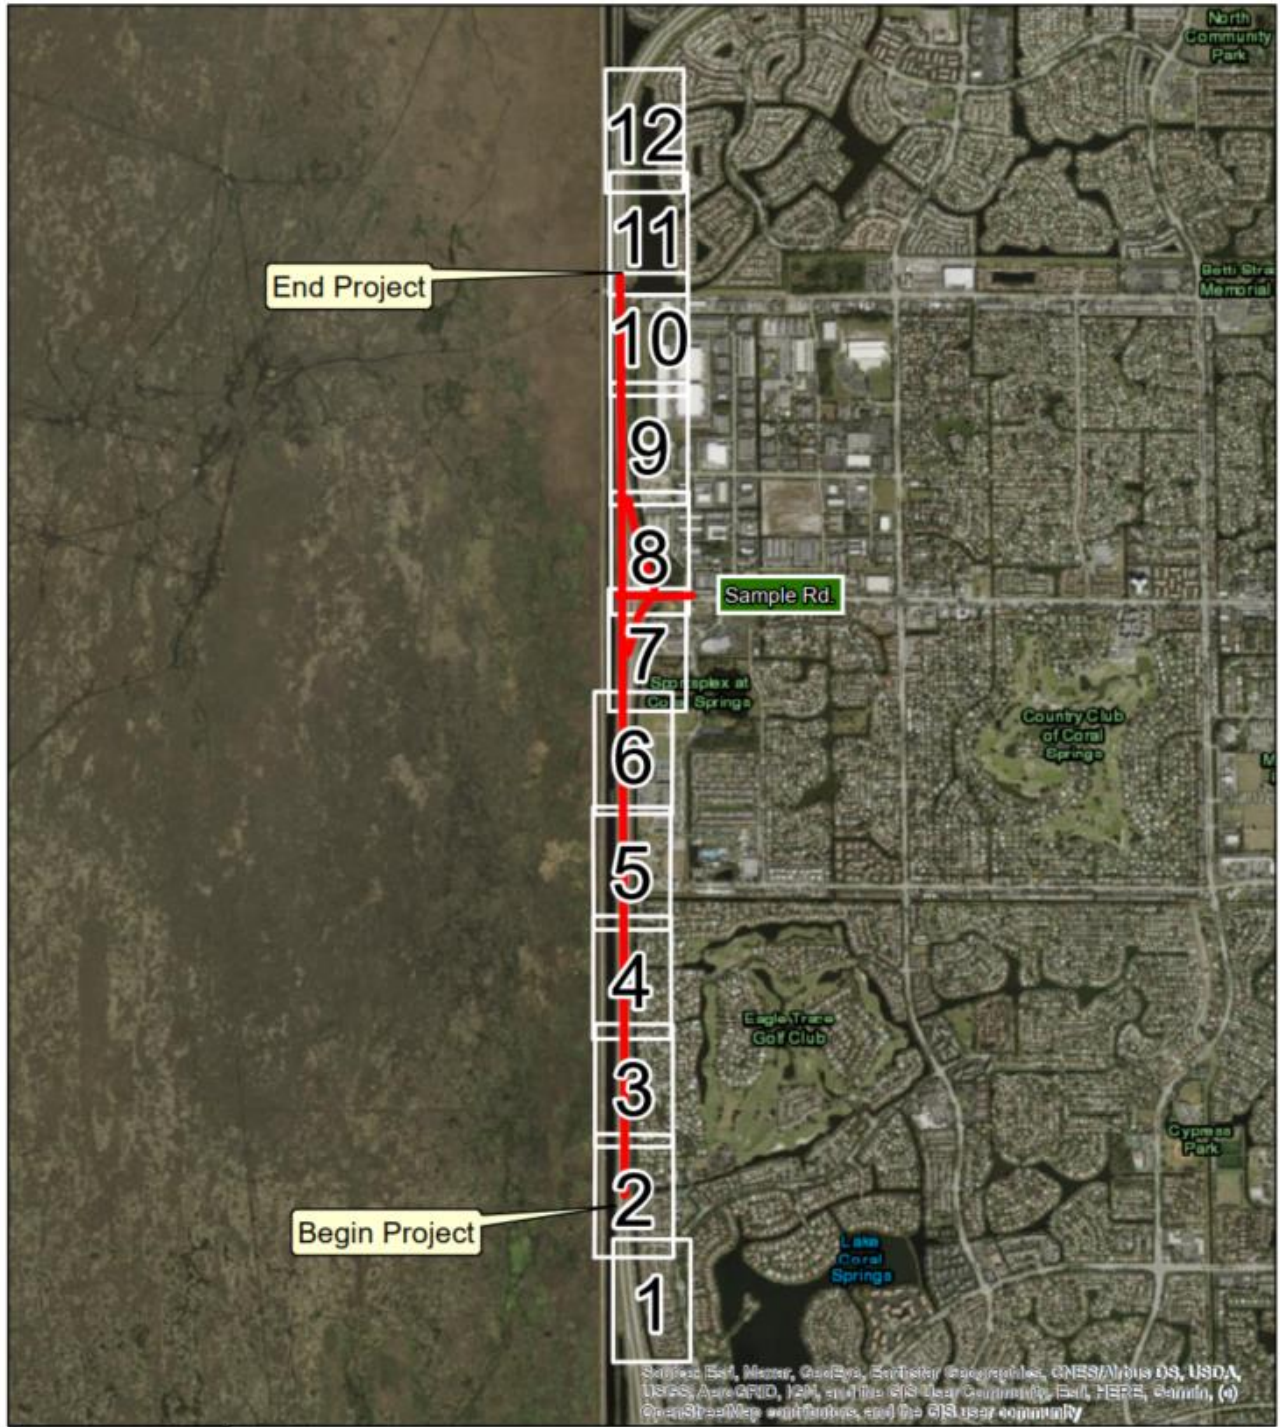 North
Community
Park
12
11
End Project
Betti Stra
Memorial
10
9
8
Sample Rd.
7
Sportsplex at
Coral Springs
Country Club
of Coral
Springs
6
M
5
4
Eagle Trace
Golf Club
3
Cypress
Park
2
Begin Project
Lake
Coral
Springs
1
Source: Esri, Maxar, GeoEye, Earthstar Geographics, CNES/Airbus DS, USDA,
USGS, AeroGRID, IGN, and the GIS User Community, Esri, HERE, Garmin, (c)
OpenStreetMap contributors, and the GIS user community